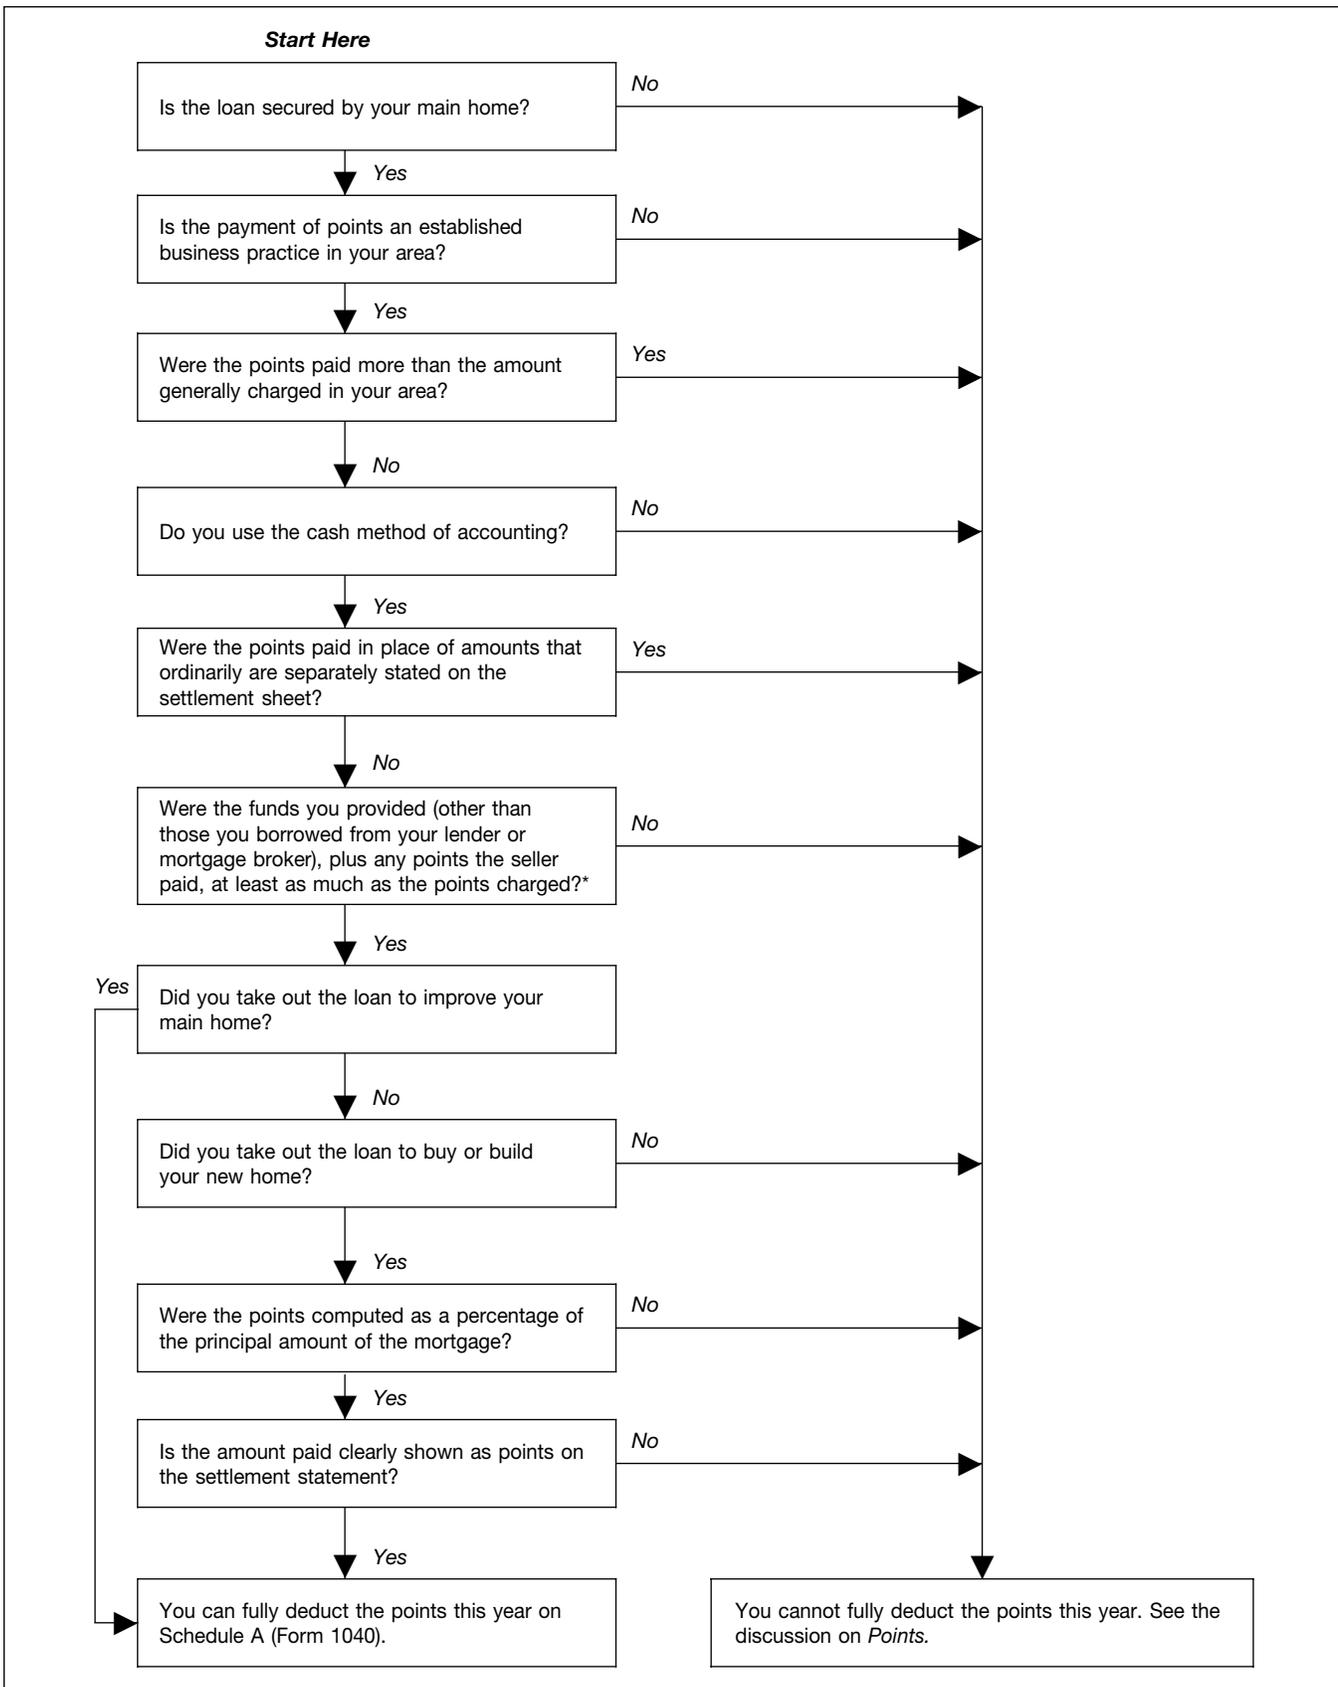 Start Here
Is the loan secured by your main home?
No
Yes
Is the payment of points an established
business practice in your area?
No
Yes
Were the points paid more than the amount
generally charged in your area?
Yes
No
Do you use the cash method of accounting?
No
Yes
Were the points paid in place of amounts that
ordinarily are separately stated on the
settlement sheet?
Yes
No
Were the funds you provided (other than
those you borrowed from your lender or
mortgage broker), plus any points the seller
paid, at least as much as the points charged?*
No
Yes
Did you take out the loan to improve your
main home?
Yes
No
Did you take out the loan to buy or build
your new home?
No
Yes
Were the points computed as a percentage of
the principal amount of the mortgage?
No
Yes
Is the amount paid clearly shown as points on
the settlement statement?
No
Yes
You can fully deduct the points this year on
Schedule A (Form 1040).
You cannot fully deduct the points this year. See the
discussion on Points.